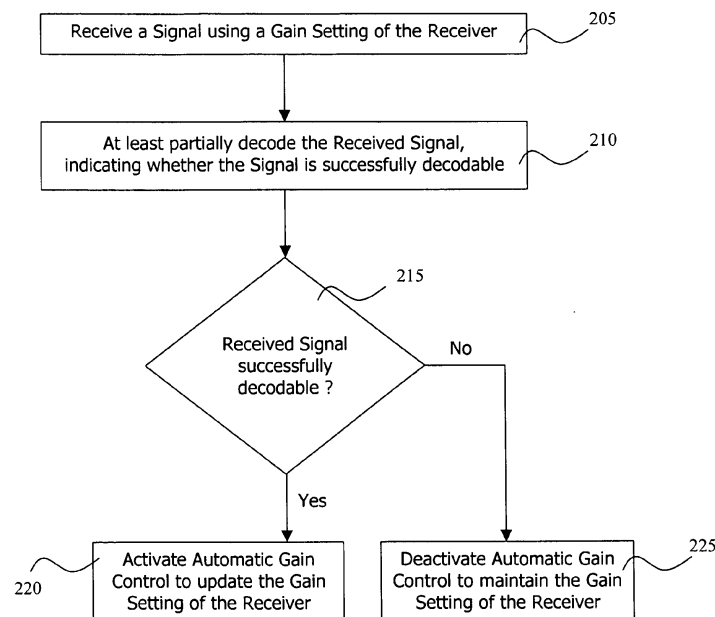 Receive a Signal using a Gain Setting of the Receiver
205
At least partially decode the Received Signal,
indicating whether the Signal is successfully decodable
210
215
Received Signal
successfully
decodable ?
No
Yes
Activate Automatic Gain
Control to update the Gain
Setting of the Receiver
220
Deactivate Automatic Gain
Control to maintain the Gain
Setting of the Receiver
225